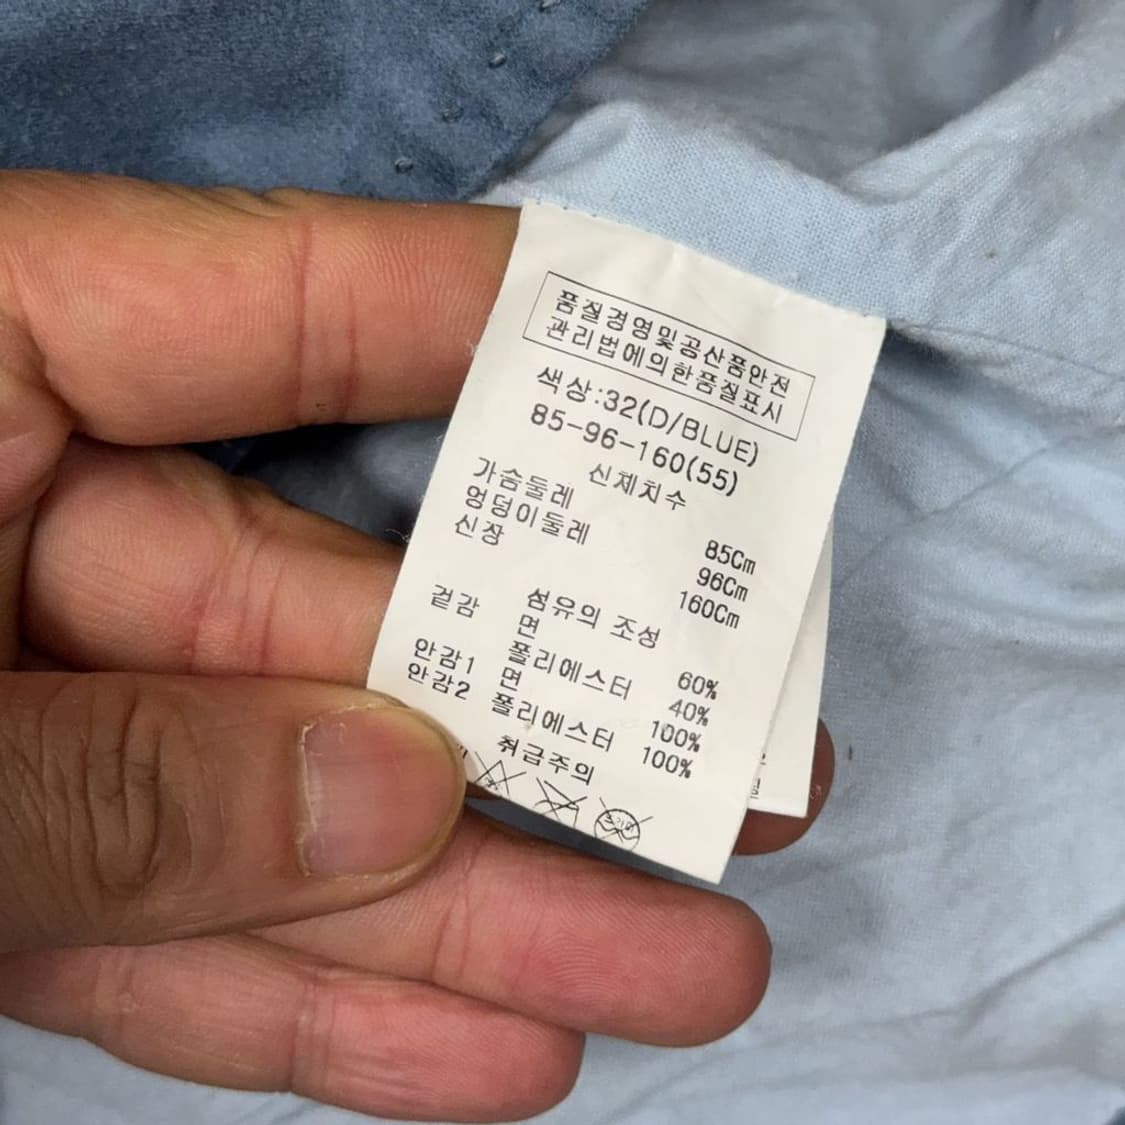 품질경영및공산품안전
관리법에의한품질표시
색상:32(D/BLUE)
85-96-160(55)
신체치수
가슴둘레 85Cm
엉덩이둘레 96Cm
신장 160Cm
섬유의 조성
겉감 면 60%
폴리에스터 40%
안감1 면 100%
안감2 폴리에스터 100%
취급주의